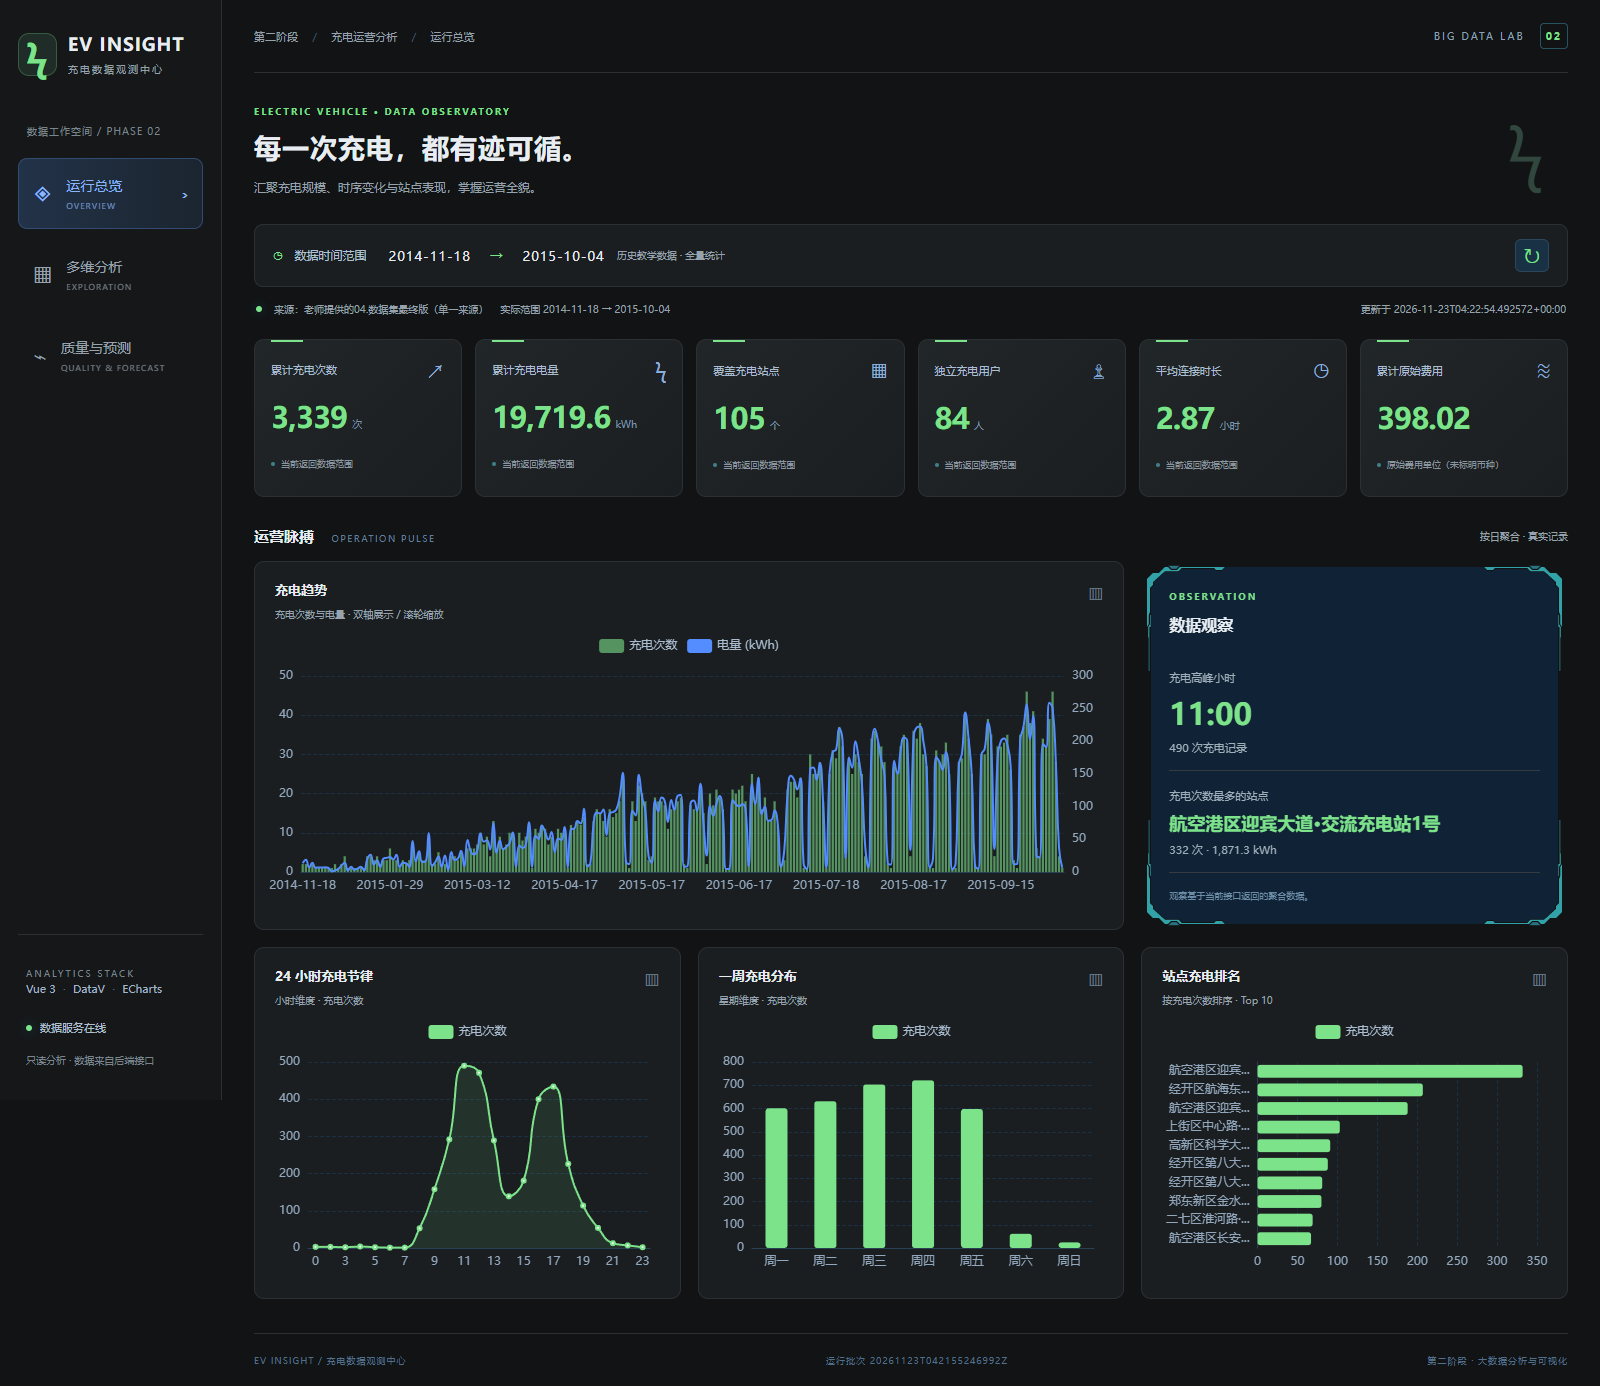 EV INSIGHT
充电数据观测中心
数据工作空间 / PHASE 02
运行总览
OVERVIEW
多维分析
EXPLORATION
质量与预测
QUALITY & FORECAST
ANALYTICS STACK
Vue 3 · DataV · ECharts
数据服务在线
只读分析 · 数据来自后端接口
第二阶段 / 充电运营分析 / 运行总览
BIG DATA LAB 02
ELECTRIC VEHICLE • DATA OBSERVATORY
每一次充电，都有迹可循。
汇聚充电规模、时序变化与站点表现，掌握运营全貌。
数据时间范围 2014-11-18 → 2015-10-04 历史教学数据 · 全量统计
来源：老师提供的04.数据集最终版（单一来源） 实际范围 2014-11-18 → 2015-10-04
更新于 2026-11-23T04:22:54.492572+00:00
累计充电次数
3,339 次
当前返回数据范围
累计充电电量
19,719.6 kWh
当前返回数据范围
覆盖充电站点
105 个
当前返回数据范围
独立充电用户
84 人
当前返回数据范围
平均连接时长
2.87 小时
当前返回数据范围
累计原始费用
398.02
原始费用单位（未标明币种）
运营脉搏 OPERATION PULSE
按日聚合 · 真实记录
充电趋势
充电次数与电量 · 双轴展示 / 滚轮缩放
充电次数 电量 (kWh)
50
40
30
20
10
0
300
250
200
150
100
50
0
2014-11-18 2015-01-29 2015-03-12 2015-04-17 2015-05-17 2015-06-17 2015-07-18 2015-08-17 2015-09-15
OBSERVATION
数据观察
充电高峰小时
11:00
490 次充电记录
充电次数最多的站点
航空港区迎宾大道·交流充电站1号
332 次 · 1,871.3 kWh
观察基于当前接口返回的聚合数据。
24 小时充电节律
小时维度 · 充电次数
充电次数
500
400
300
200
100
0
0 3 5 7 9 11 13 15 17 19 21 23
一周充电分布
星期维度 · 充电次数
充电次数
800
700
600
500
400
300
200
100
0
周一 周二 周三 周四 周五 周六 周日
站点充电排名
按充电次数排序 · Top 10
充电次数
航空港区迎宾...
经开区航海东...
航空港区迎宾...
上街区中心路·...
高新区科学大...
经开区第八大...
经开区第八大...
郑东新区金水...
二七区淮河路·...
航空港区长安...
0 50 100 150 200 250 300 350
EV INSIGHT / 充电数据观测中心
运行批次 20261123T042155246992Z
第二阶段 · 大数据分析与可视化